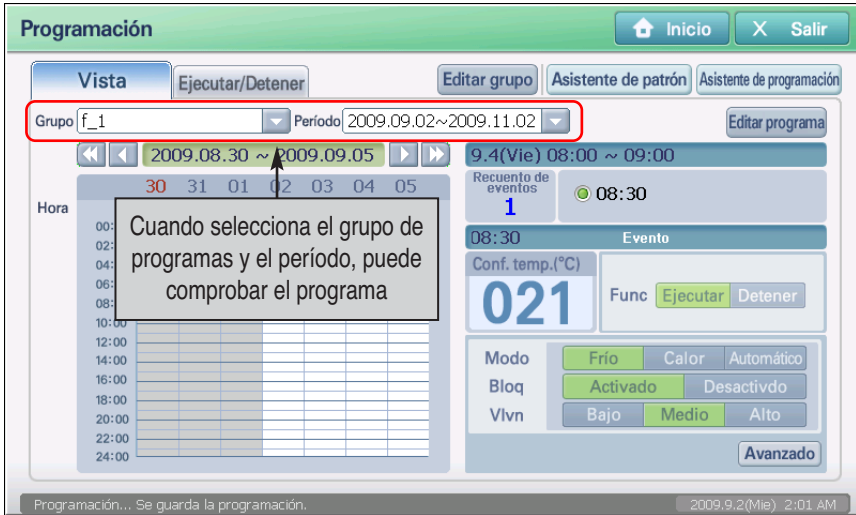 Programación
Inicio
X Salir
Vista
Ejecutar/Detener
Editar grupo
Asistente de patrón
Asistente de programación
Grupo f_1
Período 2009.09.02~2009.11.02
Editar programa
2009.08.30 ~ 2009.09.05
30 31 01 02 03 04 05
Hora
Cuando selecciona el grupo de
programas y el período, puede
comprobar el programa
00:
02:
04:
06:
08:
10:00
12:00
14:00
16:00
18:00
20:00
22:00
24:00
9.4(Vie) 08:00 ~ 09:00
Recuento de
eventos
1
08:30
08:30 Evento
Conf. temp.(°C)
021
Func Ejecutar Detener
Modo Frío Calor Automático
Bloq Activado Desactivdo
Vlvn Bajo Medio Alto
Avanzado
Programación... Se guarda la programación.
2009.9.2(Mie) 2:01 AM